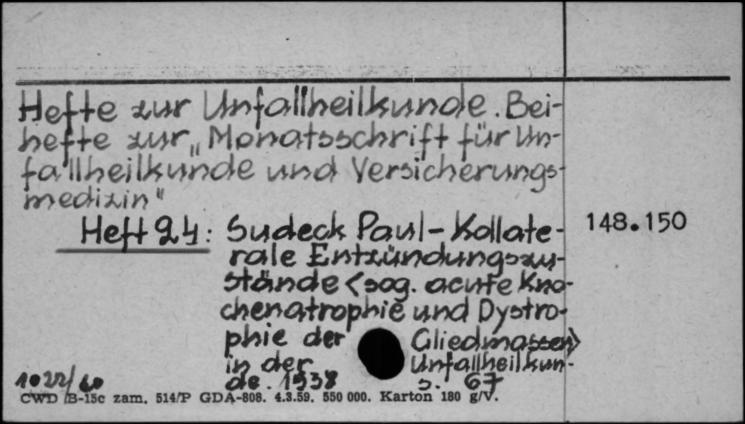 Hefte zur Unfallheilkunde. Bei-
hefte zur „Monatsschrift für Un-
fallheilkunde und Versicherungs-
medizin"
Heft 24: Sudeck Paul - Kollate-
148.150
rale Entzündungszu-
stände <sog. acute Kno-
chenatrophie und Dystro-
phie der Gliedmassen>
in der Unfallheilkun-
de. 1938 S. 67
1022/60
CWD B-15c zam. 514/P GDA-808. 4.3.59. 550 000. Karton 180 g/V.